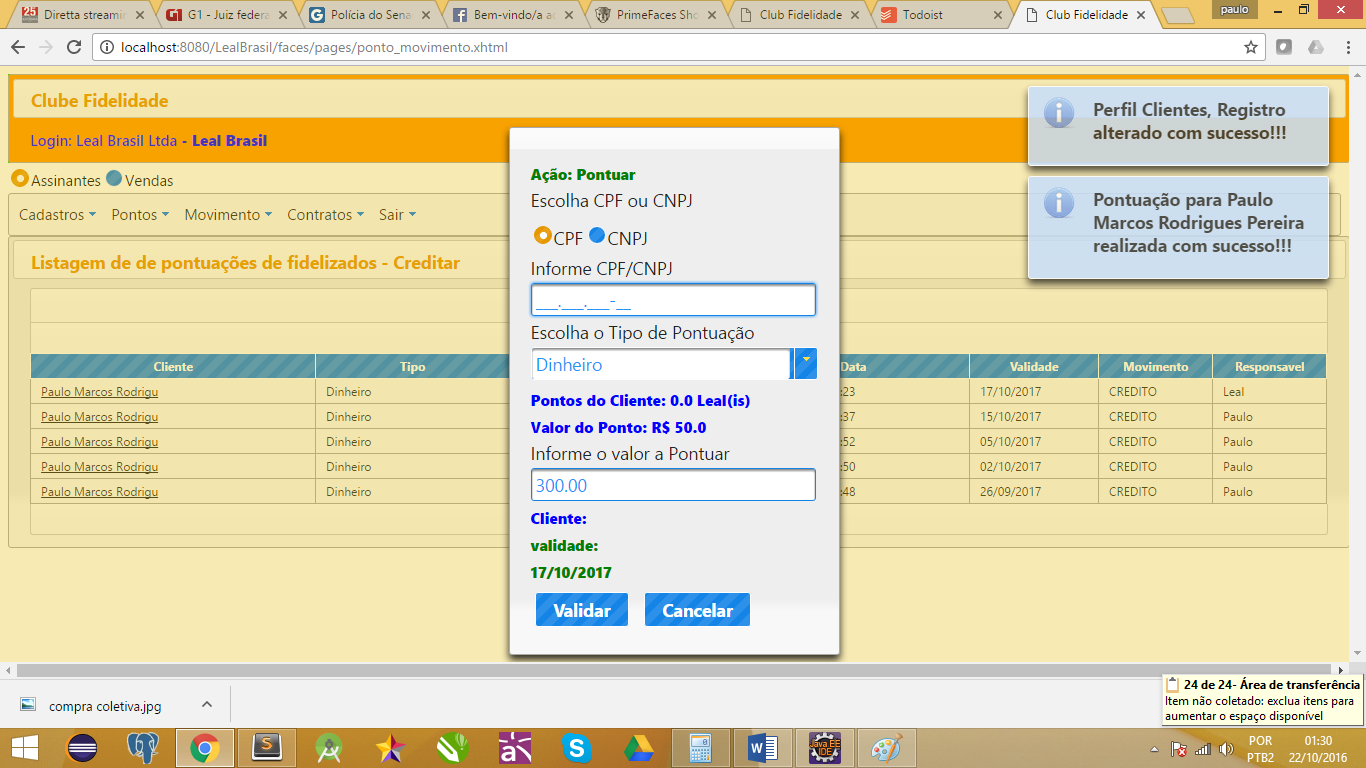 Diretta streamin
G1 - Juiz federa
Polícia do Sena
Bem-vindo/a ao
PrimeFaces Sho
Club Fidelidade
Todoist
Club Fidelidade
paulo
localhost:8080/LealBrasil/faces/pages/ponto_movimento.xhtml
Clube Fidelidade
Login: Leal Brasil Ltda - Leal Brasil
Assinantes Vendas
Cadastros Pontos Movimento Contratos Sair
Listagem de de pontuações de fidelizados - Creditar
Perfil Clientes, Registro
alterado com sucesso!!!
Pontuação para Paulo
Marcos Rodrigues Pereira
realizada com sucesso!!!
Cliente Tipo Data Validade Movimento Responsavel
Paulo Marcos Rodrigu Dinheiro :23 17/10/2017 CREDITO Leal
Paulo Marcos Rodrigu Dinheiro :37 15/10/2017 CREDITO Paulo
Paulo Marcos Rodrigu Dinheiro :52 05/10/2017 CREDITO Paulo
Paulo Marcos Rodrigu Dinheiro :50 02/10/2017 CREDITO Paulo
Paulo Marcos Rodrigu Dinheiro :48 26/09/2017 CREDITO Paulo
Ação: Pontuar
Escolha CPF ou CNPJ
CPF CNPJ
Informe CPF/CNPJ
___.___.___-__
Escolha o Tipo de Pontuação
Dinheiro
Pontos do Cliente: 0.0 Leal(is)
Valor do Ponto: R$ 50.0
Informe o valor a Pontuar
300.00
Cliente:
validade:
17/10/2017
Validar Cancelar
compra coletiva.jpg
24 de 24- Área de transferência
Item não coletado: exclua itens para
aumentar o espaço disponível
POR
PTB2
01:30
22/10/2016